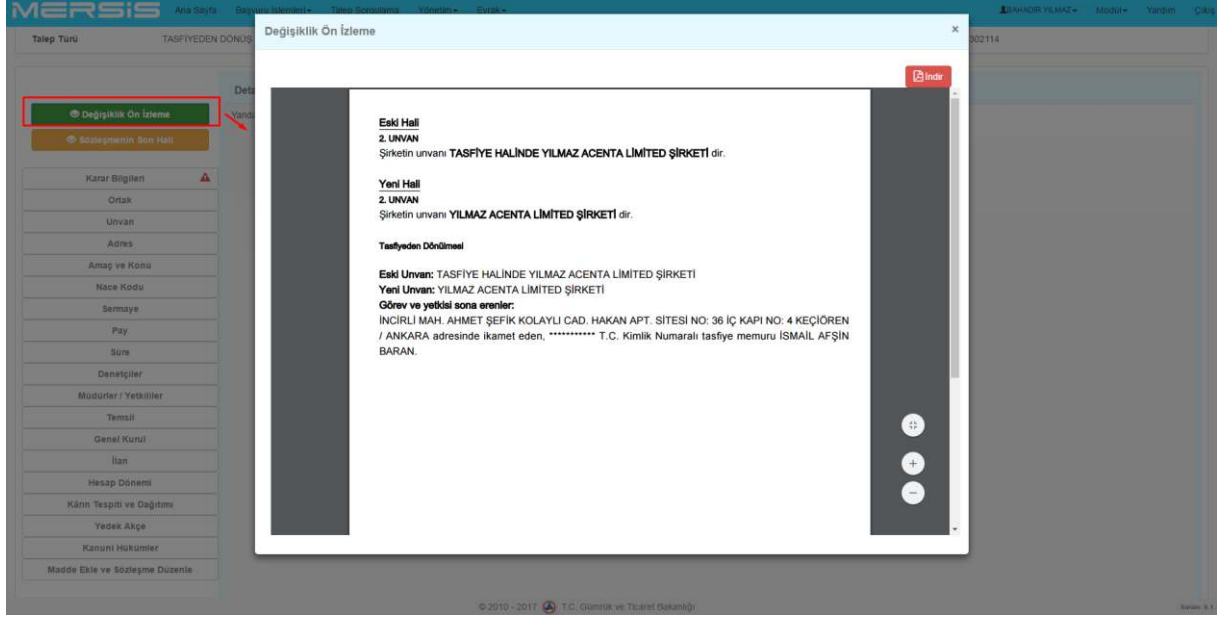 MERSiS Ana Sayfa Başvuru İşlemleri Talep Sorgulama Yönetim Evrak BAHADIR YILMAZ Modül Yardım Çıkış
Talep Türü TASFİYEDEN DÖNÜŞ 302114
Değişiklik Ön İzleme ×
İndir
Deta
Yanda
Değişiklik Ön İzleme
Sözleşmenin Son Hali
Karar Bilgileri
Ortak
Unvan
Adres
Amaç ve Konu
Nace Kodu
Sermaye
Pay
Süre
Denetçiler
Müdürler / Yetkililer
Temsil
Genel Kurul
İlan
Hesap Dönemi
Kârın Tespiti ve Dağıtımı
Yedek Akçe
Kanuni Hükümler
Madde Ekle ve Sözleşme Düzenle
Eski Hali
2. UNVAN
Şirketin unvanı TASFİYE HALİNDE YILMAZ ACENTA LİMİTED ŞİRKETİ dir.
Yeni Hali
2. UNVAN
Şirketin unvanı YILMAZ ACENTA LİMİTED ŞİRKETİ dir.
Tasfiyeden Dönülmesi
Eski Unvan: TASFİYE HALİNDE YILMAZ ACENTA LİMİTED ŞİRKETİ
Yeni Unvan: YILMAZ ACENTA LİMİTED ŞİRKETİ
Görev ve yetkisi sona erenler:
İNCİRLİ MAH. AHMET ŞEFİK KOLAYLI CAD. HAKAN APT. SİTESİ NO: 36 İÇ KAPI NO: 4 KEÇİÖREN
/ ANKARA adresinde ikamet eden, *********** T.C. Kimlik Numaralı tasfiye memuru İSMAİL AFŞİN
BARAN.
© 2010 - 2017 T.C. Gümrük ve Ticaret Bakanlığı